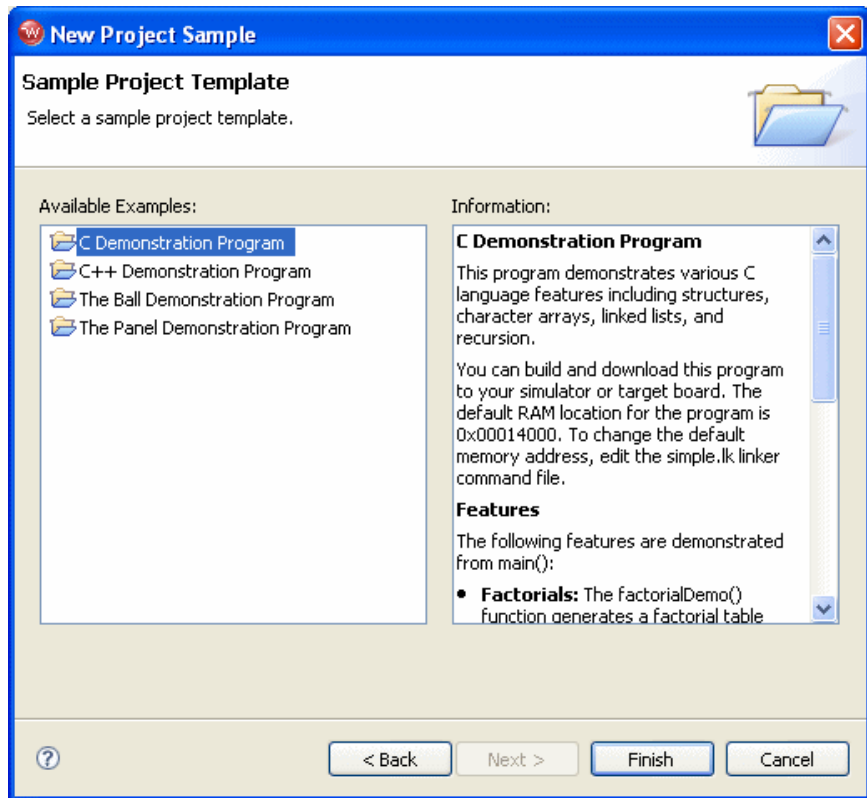 New Project Sample
Sample Project Template
Select a sample project template.
Available Examples:
C Demonstration Program
C++ Demonstration Program
The Ball Demonstration Program
The Panel Demonstration Program
Information:
C Demonstration Program
This program demonstrates various C
language features including structures,
character arrays, linked lists, and
recursion.
You can build and download this program
to your simulator or target board. The
default RAM location for the program is
0x00014000. To change the default
memory address, edit the simple.lk linker
command file.
Features
The following features are demonstrated
from main():
• Factorials: The factorialDemo()
function generates a factorial table
< Back
Next >
Finish
Cancel